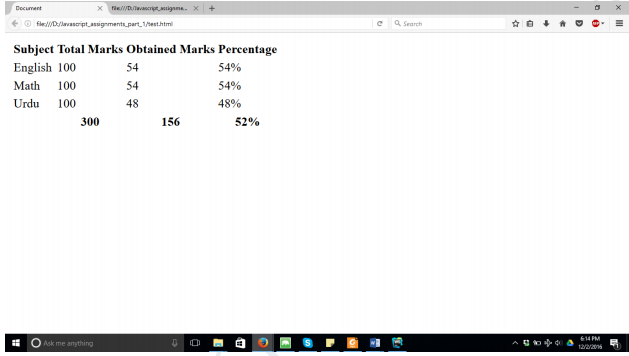 Document × file:///D:/Javascript_assignme... × +
file:///D:/Javascript_assignments_part_1/test.html Search
Subject Total Marks Obtained Marks Percentage
English 100 54 54%
Math 100 54 54%
Urdu 100 48 48%
300 156 52%
Ask me anything
6:14 PM
12/2/2016